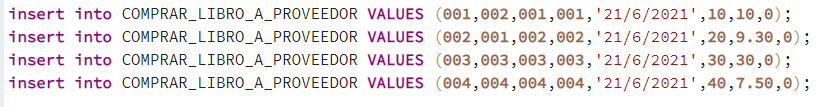 insert into COMPRAR_LIBRO_A_PROVEEDOR VALUES (001,002,001,001,'21/6/2021',10,10,0);
insert into COMPRAR_LIBRO_A_PROVEEDOR VALUES (002,001,002,002,'21/6/2021',20,9.30,0);
insert into COMPRAR_LIBRO_A_PROVEEDOR VALUES (003,003,003,003,'21/6/2021',30,30,0);
insert into COMPRAR_LIBRO_A_PROVEEDOR VALUES (004,004,004,004,'21/6/2021',40,7.50,0);